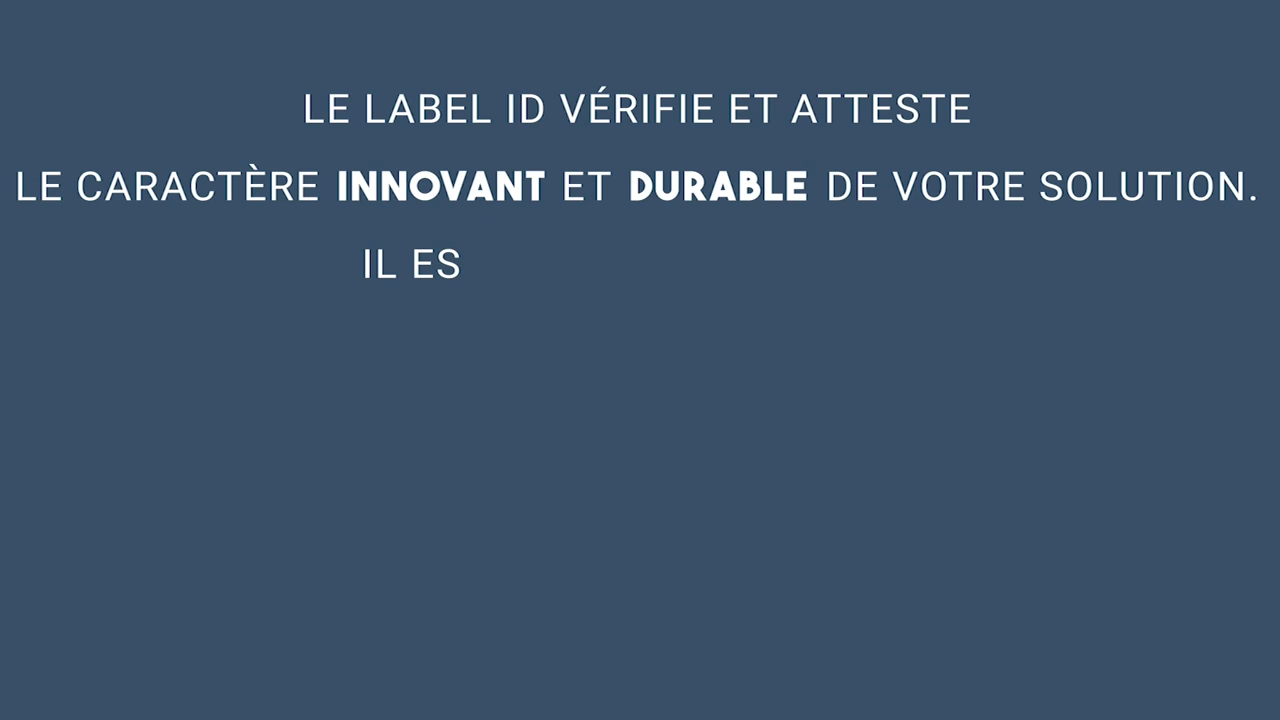 LE LABEL ID VÉRIFIE ET ATTESTE
LE CARACTÈRE INNOVANT ET DURABLE DE VOTRE SOLUTION.
IL ES